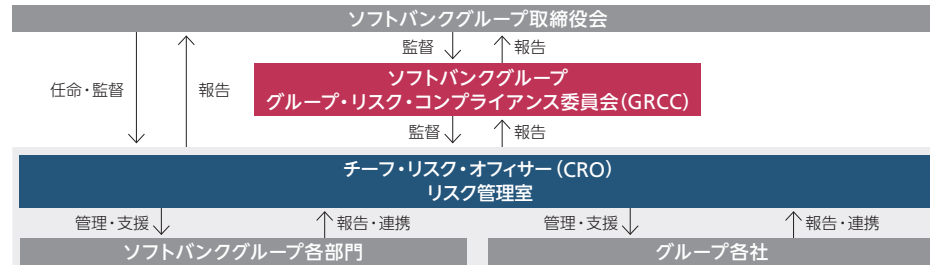 ソフトバンクグループ取締役会
監督
報告
任命・監督
報告
ソフトバンクグループ
グループ・リスク・コンプライアンス委員会(GRCC)
監督
報告
チーフ・リスク・オフィサー(CRO)
リスク管理室
管理・支援
報告・連携
管理・支援
報告・連携
ソフトバンクグループ各部門
グループ各社